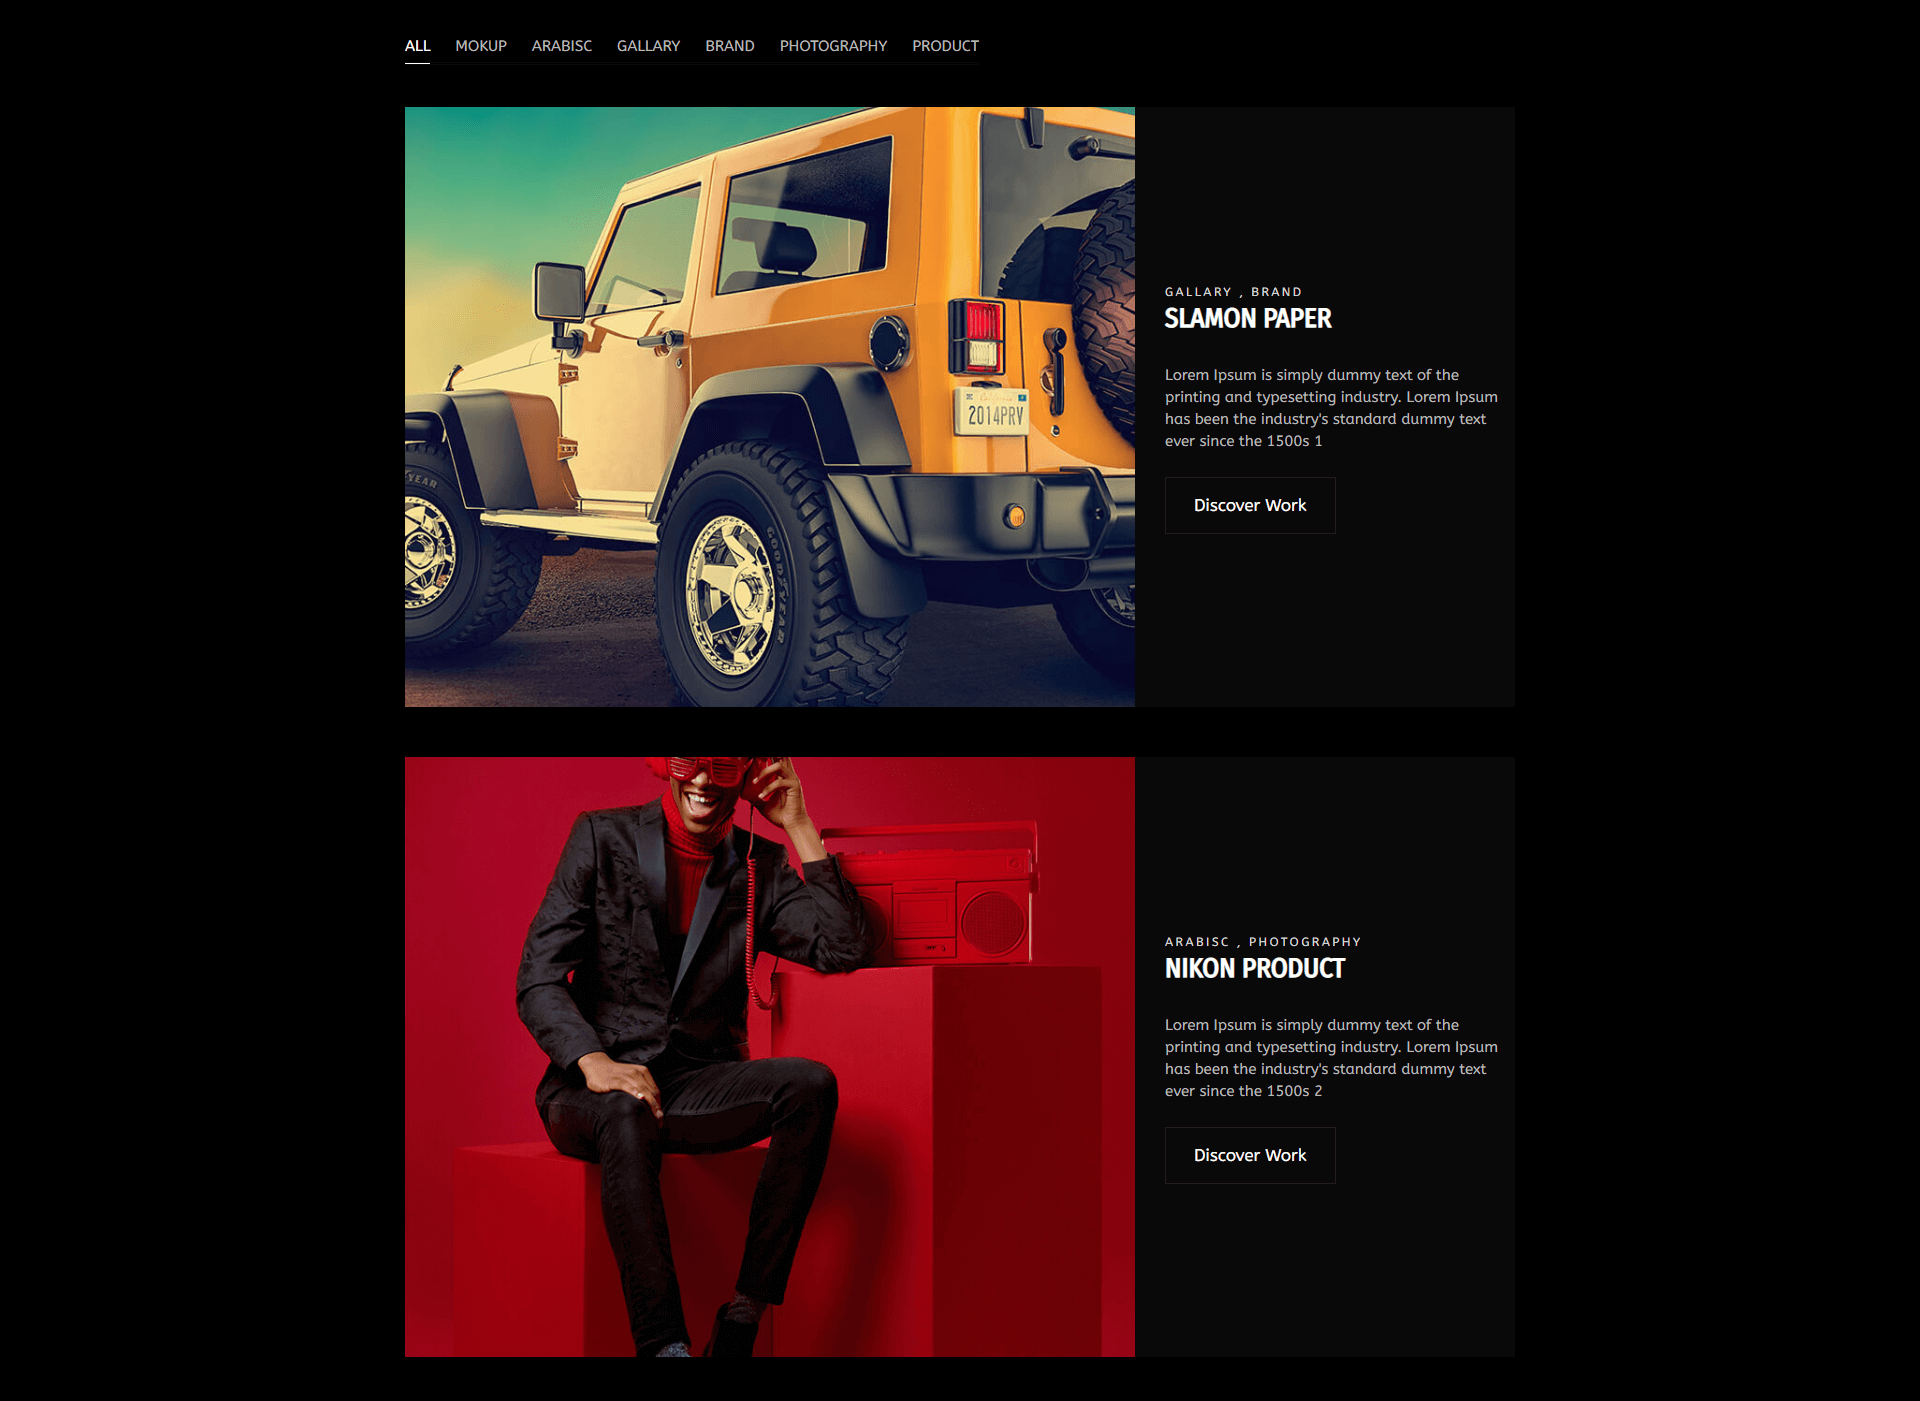 ALL MOKUP ARABISC GALLARY BRAND PHOTOGRAPHY PRODUCT
GALLARY , BRAND
SLAMON PAPER
Lorem Ipsum is simply dummy text of the
printing and typesetting industry. Lorem Ipsum
has been the industry's standard dummy text
ever since the 1500s 1
Discover Work
California
2014PRV
YEAR
GOODYEAR
ARABISC , PHOTOGRAPHY
NIKON PRODUCT
Lorem Ipsum is simply dummy text of the
printing and typesetting industry. Lorem Ipsum
has been the industry's standard dummy text
ever since the 1500s 2
Discover Work